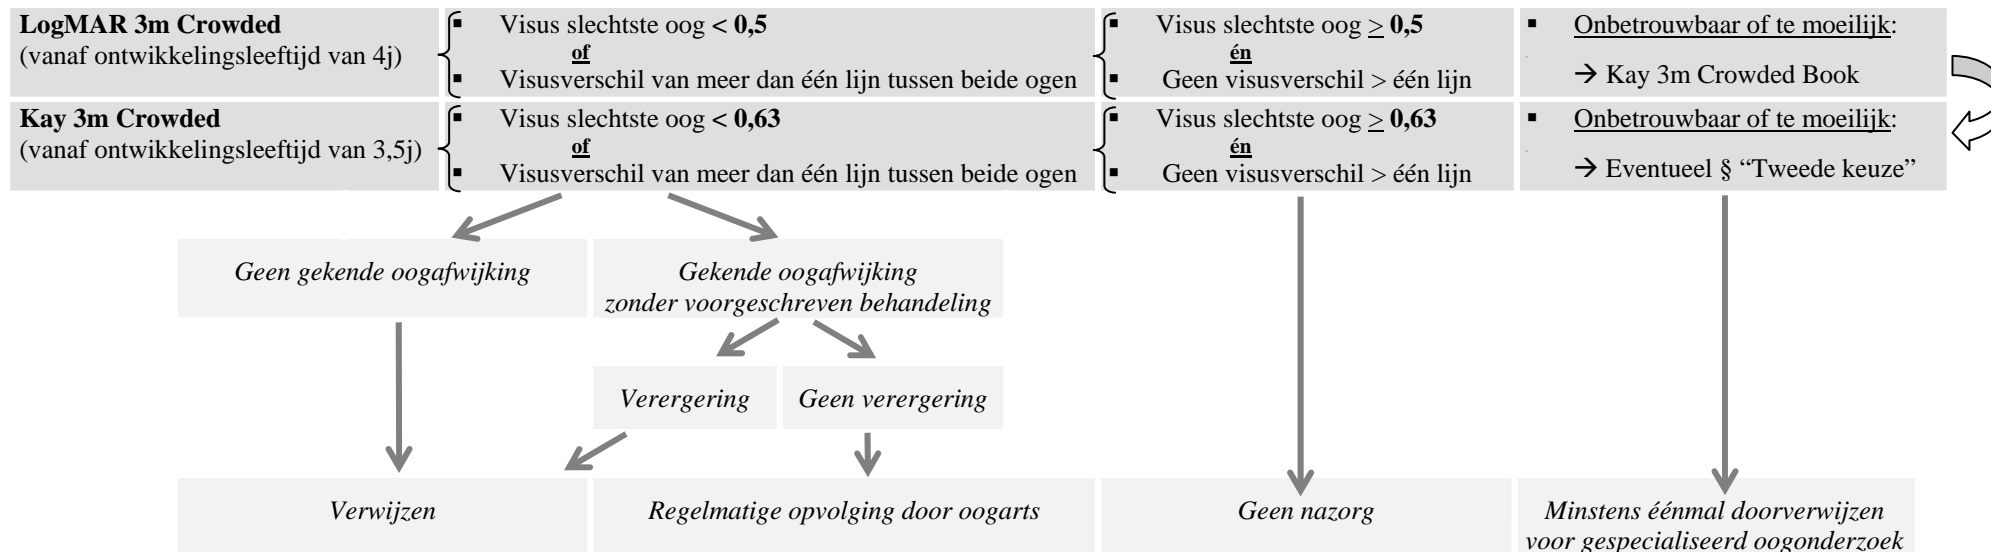 LogMAR 3m Crowded
(vanaf ontwikkelingsleeftijd van 4j)
▪ Visus slechtste oog < 0,5
of
▪ Visusverschil van meer dan één lijn tussen beide ogen
▪ Visus slechtste oog ≥ 0,5
én
▪ Geen visusverschil > één lijn
▪ Onbetrouwbaar of te moeilijk:
→ Kay 3m Crowded Book
Kay 3m Crowded
(vanaf ontwikkelingsleeftijd van 3,5j)
▪ Visus slechtste oog < 0,63
of
▪ Visusverschil van meer dan één lijn tussen beide ogen
▪ Visus slechtste oog ≥ 0,63
én
▪ Geen visusverschil > één lijn
▪ Onbetrouwbaar of te moeilijk:
→ Eventueel § “Tweede keuze”
Geen gekende oogafwijking
Gekende oogafwijking
zonder voorgeschreven behandeling
Verergering
Geen verergering
Verwijzen
Regelmatige opvolging door oogarts
Geen nazorg
Minstens éénmal doorverwijzen
voor gespecialiseerd oogonderzoek